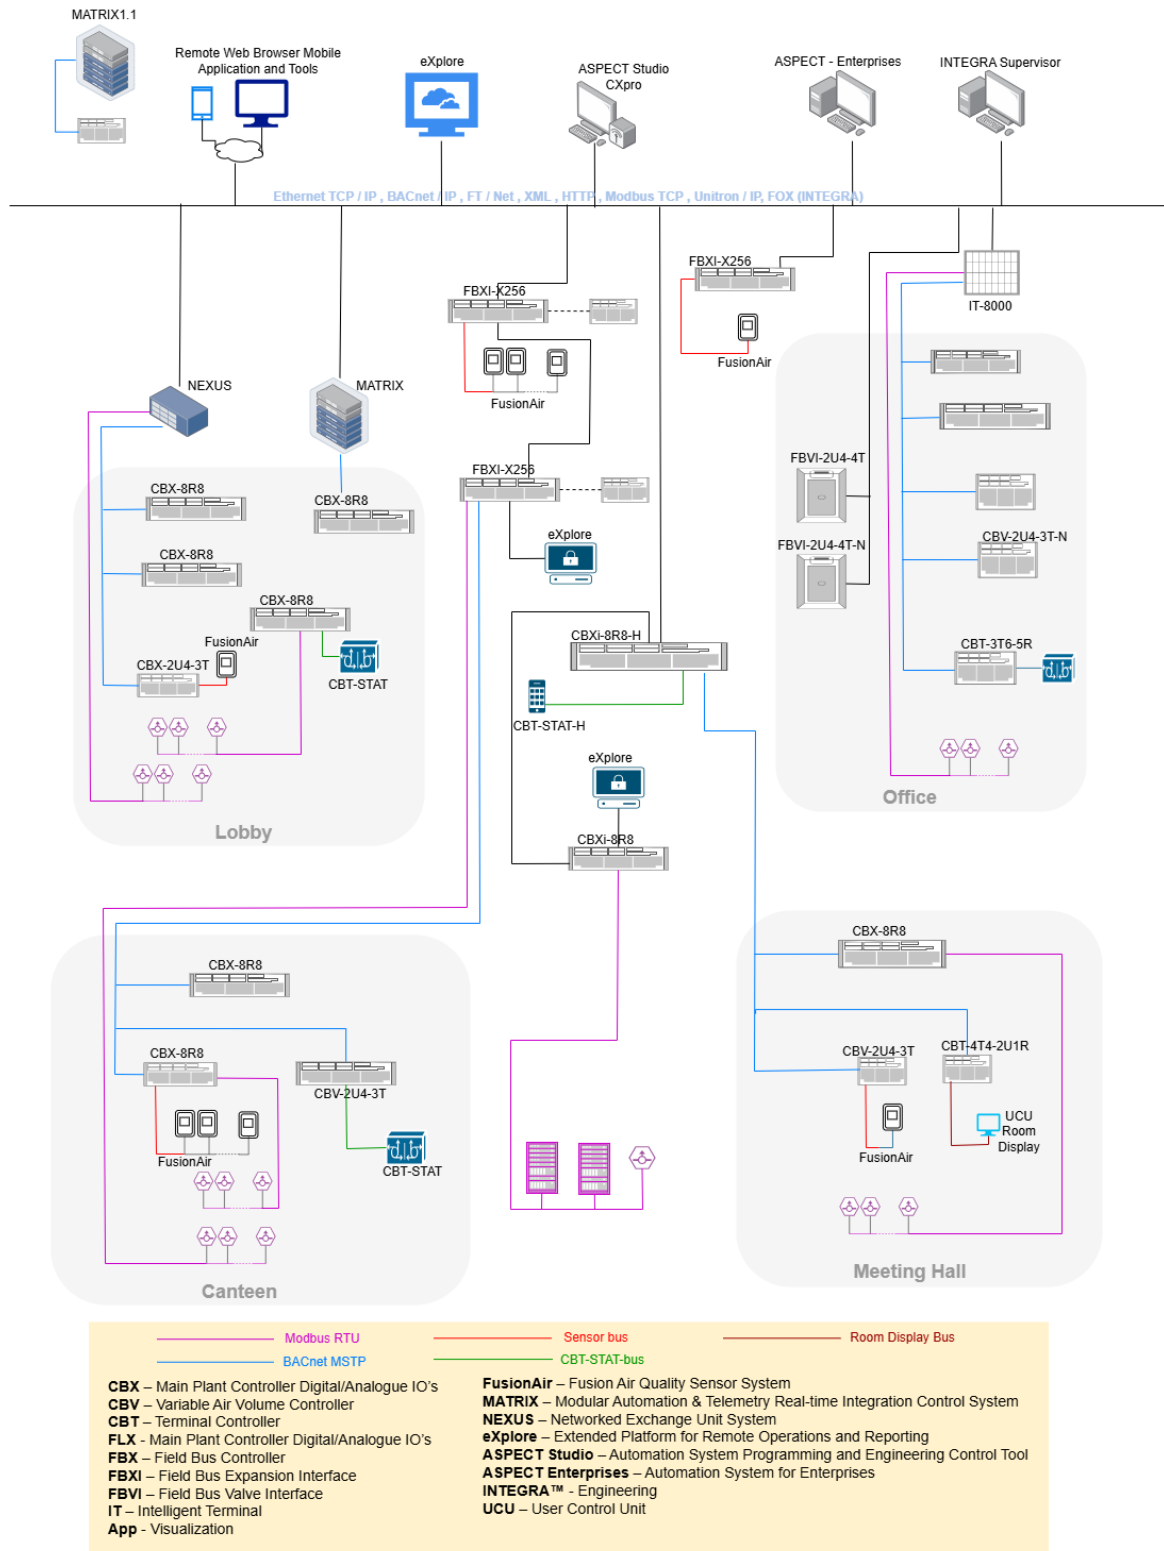 MATRIX1.1
Remote Web Browser Mobile
Application and Tools
eXplore
ASPECT Studio
CXpro
ASPECT - Enterprises
INTEGRA Supervisor
Ethernet TCP / IP , BACnet / IP , FT / Net , XML , HTTP , Modbus TCP , Unitron / IP, FOX (INTEGRA)
FBXI-X256
FBXI-X256
IT-8000
FusionAir
NEXUS
MATRIX
FusionAir
FBXI-X256
FBVI-2U4-4T
CBX-8R8
CBX-8R8
eXplore
CBV-2U4-3T-N
FBVI-2U4-4T-N
CBX-8R8
CBX-8R8
FusionAir
CBXi-8R8-H
CBT-3T6-5R
CBX-2U4-3T
CBT-STAT
CBT-STAT-H
eXplore
Office
Lobby
CBXi-8R8
CBX-8R8
CBX-8R8
CBX-8R8
CBV-2U4-3T
CBT-4T4-2U1R
CBV-2U4-3T
UCU
Room
Display
FusionAir
CBT-STAT
FusionAir
Meeting Hall
Canteen
Modbus RTU
Sensor bus
Room Display Bus
BACnet MSTP
CBT-STAT-bus
CBX – Main Plant Controller Digital/Analogue IO's
CBV – Variable Air Volume Controller
CBT – Terminal Controller
FLX - Main Plant Controller Digital/Analogue IO's
FBX – Field Bus Controller
FBXI – Field Bus Expansion Interface
FBVI – Field Bus Valve Interface
IT – Intelligent Terminal
App - Visualization
FusionAir – Fusion Air Quality Sensor System
MATRIX – Modular Automation & Telemetry Real-time Integration Control System
NEXUS – Networked Exchange Unit System
eXplore – Extended Platform for Remote Operations and Reporting
ASPECT Studio – Automation System Programming and Engineering Control Tool
ASPECT Enterprises – Automation System for Enterprises
INTEGRA™ - Engineering
UCU – User Control Unit